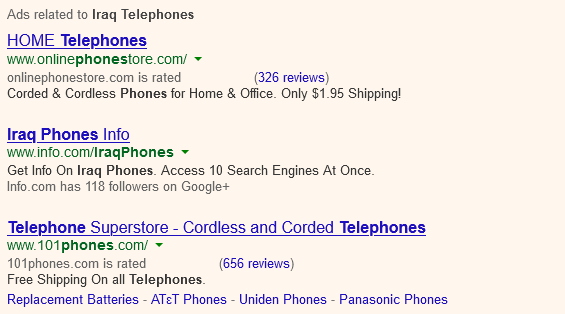 Ads related to Iraq Telephones
HOME Telephones
www.onlinephonestore.com/
onlinephonestore.com is rated (326 reviews)
Corded & Cordless Phones for Home & Office. Only $1.95 Shipping!
Iraq Phones Info
www.info.com/IraqPhones
Get Info On Iraq Phones. Access 10 Search Engines At Once.
Info.com has 118 followers on Google+
Telephone Superstore - Cordless and Corded Telephones
www.101phones.com/
101phones.com is rated (656 reviews)
Free Shipping On all Telephones.
Replacement Batteries - ATεT Phones - Uniden Phones - Panasonic Phones